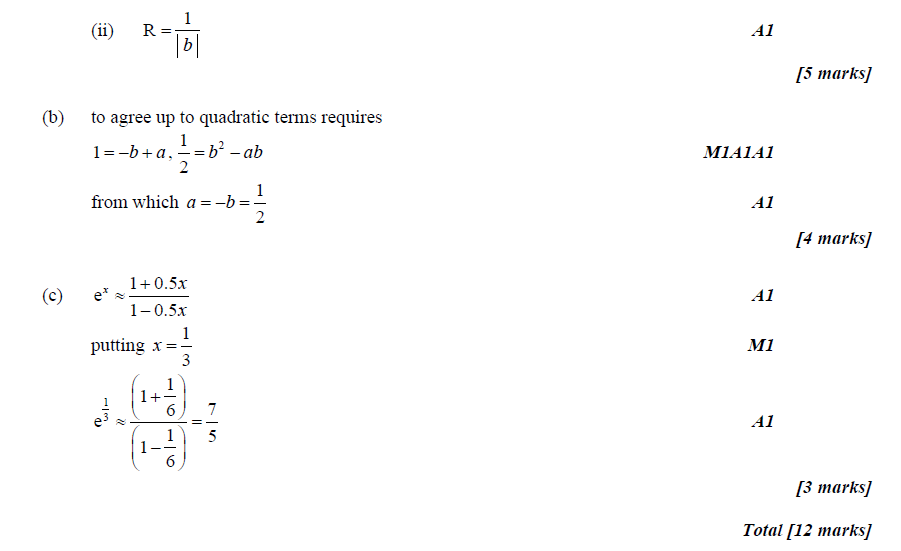 (ii) R = 1/|b| A1
[5 marks]
(b) to agree up to quadratic terms requires
1 = −b + a, 1/2 = b² − ab M1A1A1
from which a = −b = 1/2 A1
[4 marks]
(c) eˣ ≈ (1 + 0.5x)/(1 − 0.5x) A1
putting x = 1/3 M1
e^(1/3) ≈ (1 + 1/6)/(1 − 1/6) = 7/5 A1
[3 marks]
Total [12 marks]